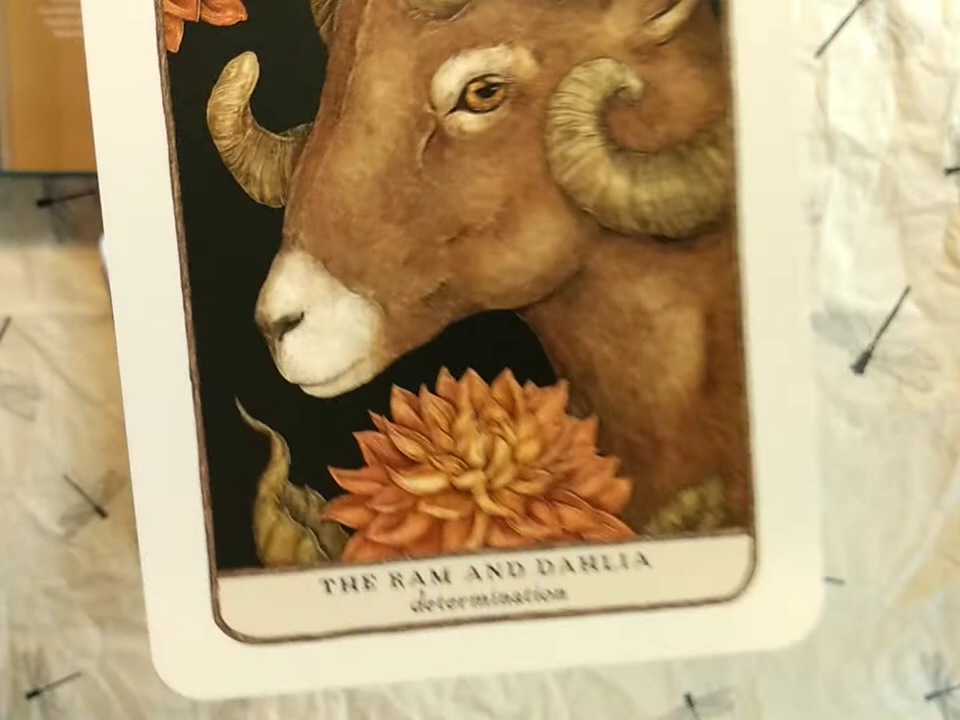 THE RAM AND DAHLIA
determination